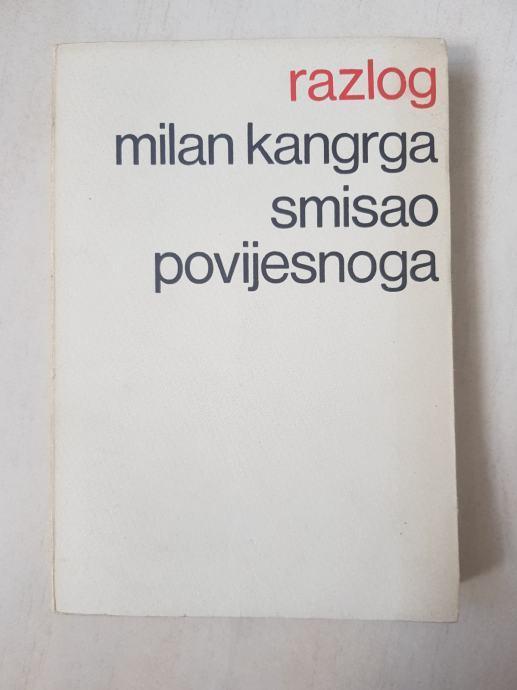 razlog
milan kangrga
smisao
povijesnoga